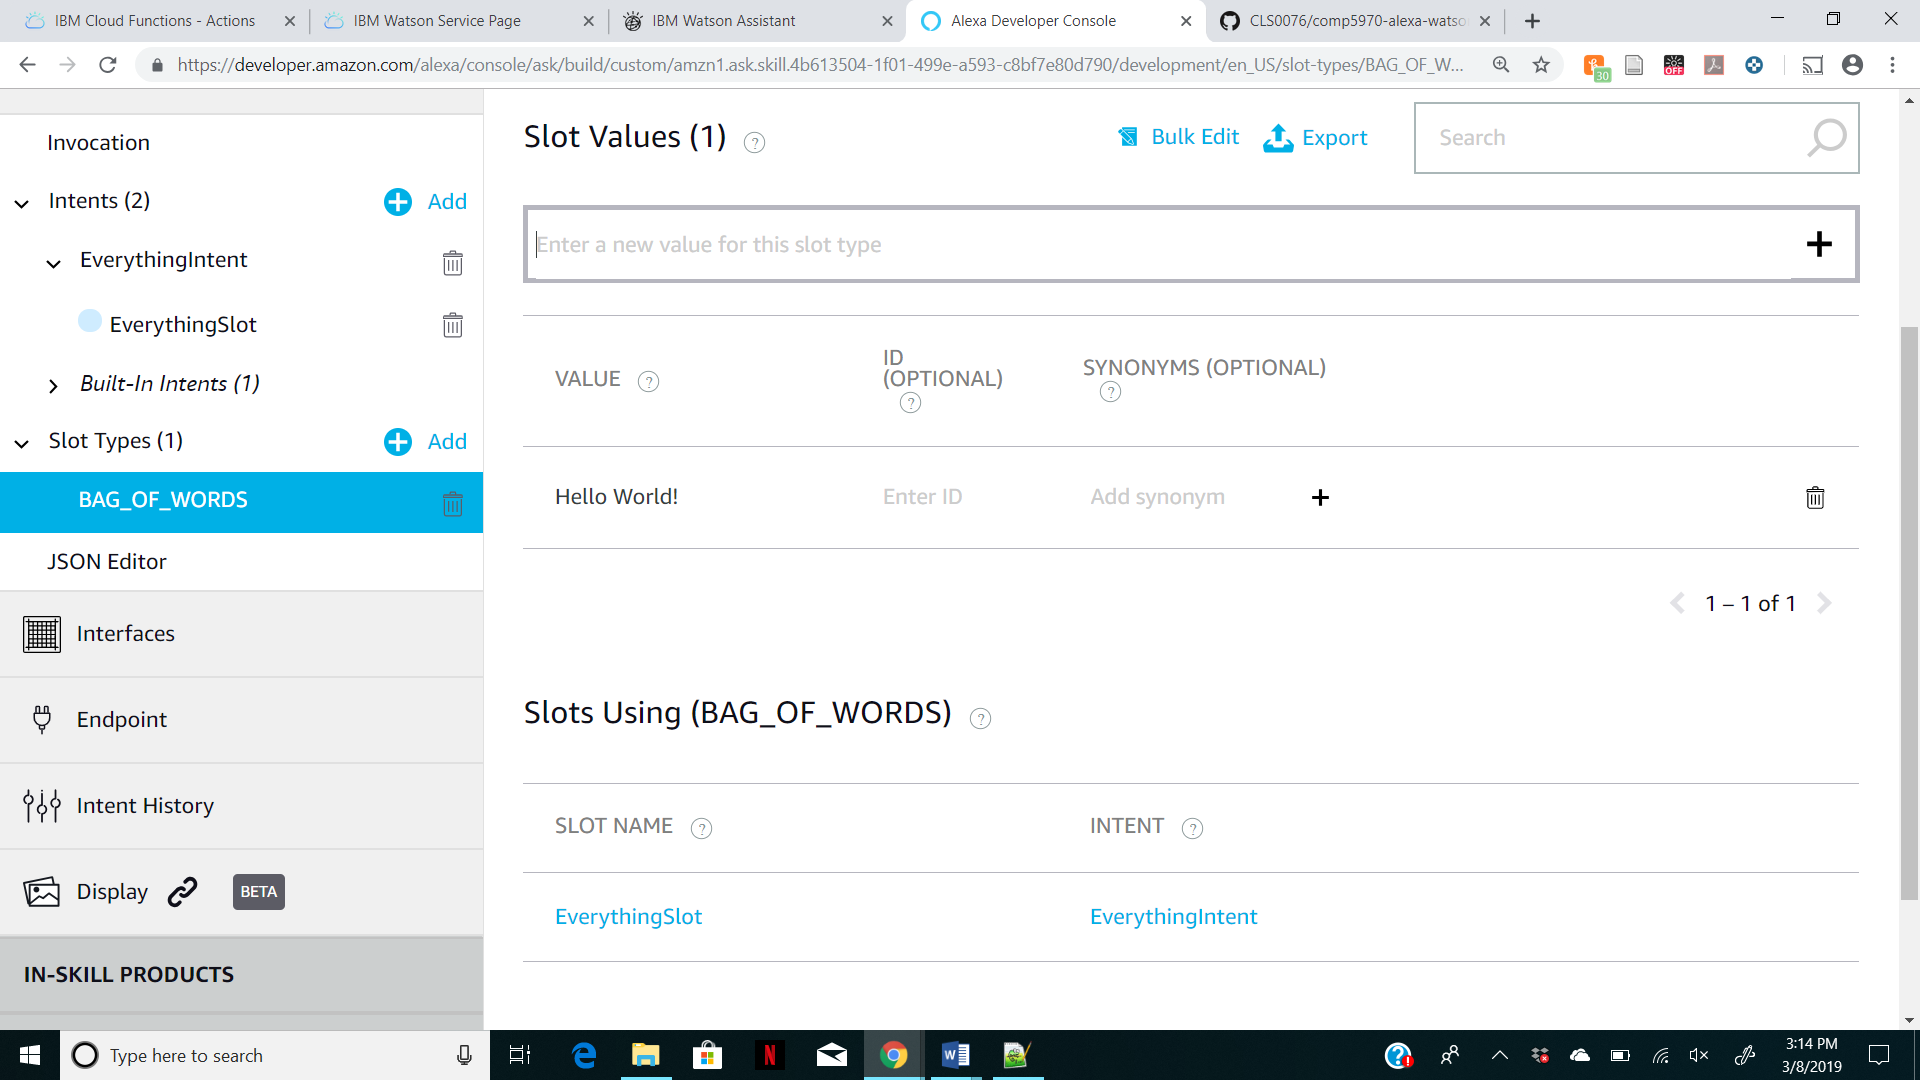 IBM Cloud Functions - Actions
IBM Watson Service Page
IBM Watson Assistant
Alexa Developer Console
CLS0076/comp5970-alexa-watso
https://developer.amazon.com/alexa/console/ask/build/custom/amzn1.ask.skill.4b613504-1f01-499e-a593-c8bf7e80d790/development/en_US/slot-types/BAG_OF_W...
30
OFF
Invocation
Intents (2)
Add
EverythingIntent
EverythingSlot
Built-In Intents (1)
Slot Types (1)
Add
BAG_OF_WORDS
JSON Editor
Interfaces
Endpoint
Intent History
Display
BETA
IN-SKILL PRODUCTS
Slot Values (1) ?
Bulk Edit
Export
Search
Enter a new value for this slot type
VALUE ?
ID
(OPTIONAL)
?
SYNONYMS (OPTIONAL)
?
Hello World!
Enter ID
Add synonym
1 – 1 of 1
Slots Using (BAG_OF_WORDS) ?
SLOT NAME ?
INTENT ?
EverythingSlot
EverythingIntent
Type here to search
3:14 PM
3/8/2019